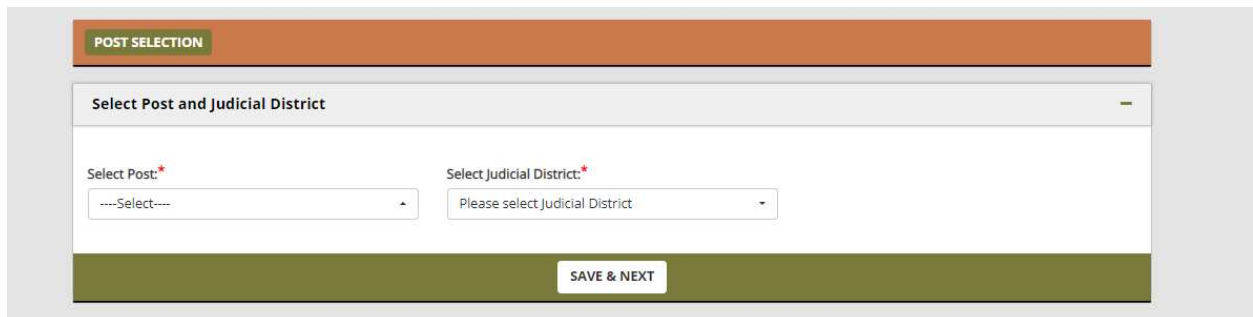 POST SELECTION
Select Post and Judicial District
Select Post:* Select Judicial District:*
----Select---- Please select Judicial District
SAVE & NEXT